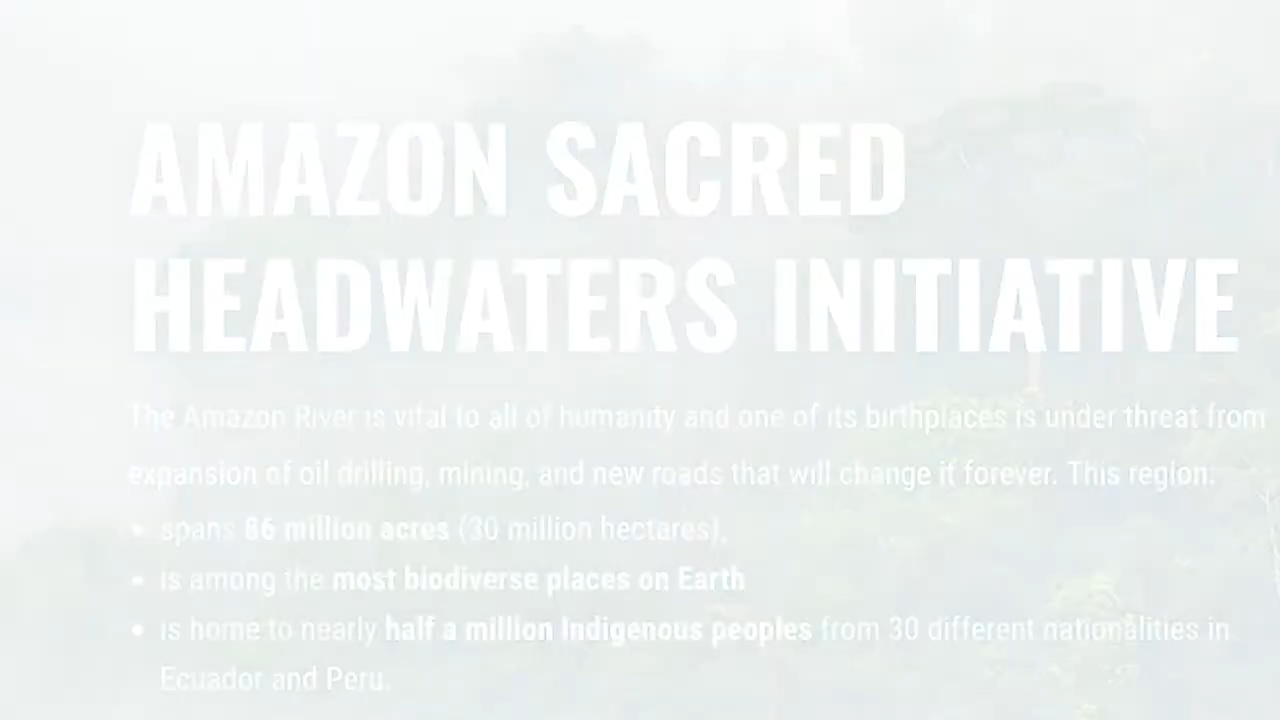 AMAZON SACRED
HEADWATERS INITIATIVE
The Amazon River is vital to all of humanity and one of its birthplaces is under threat from
expansion of oil drilling, mining, and new roads that will change it forever. This region:
• spans 86 million acres (30 million hectares),
• is among the most biodiverse places on Earth
• is home to nearly half a million Indigenous peoples from 30 different nationalities in
Ecuador and Peru.